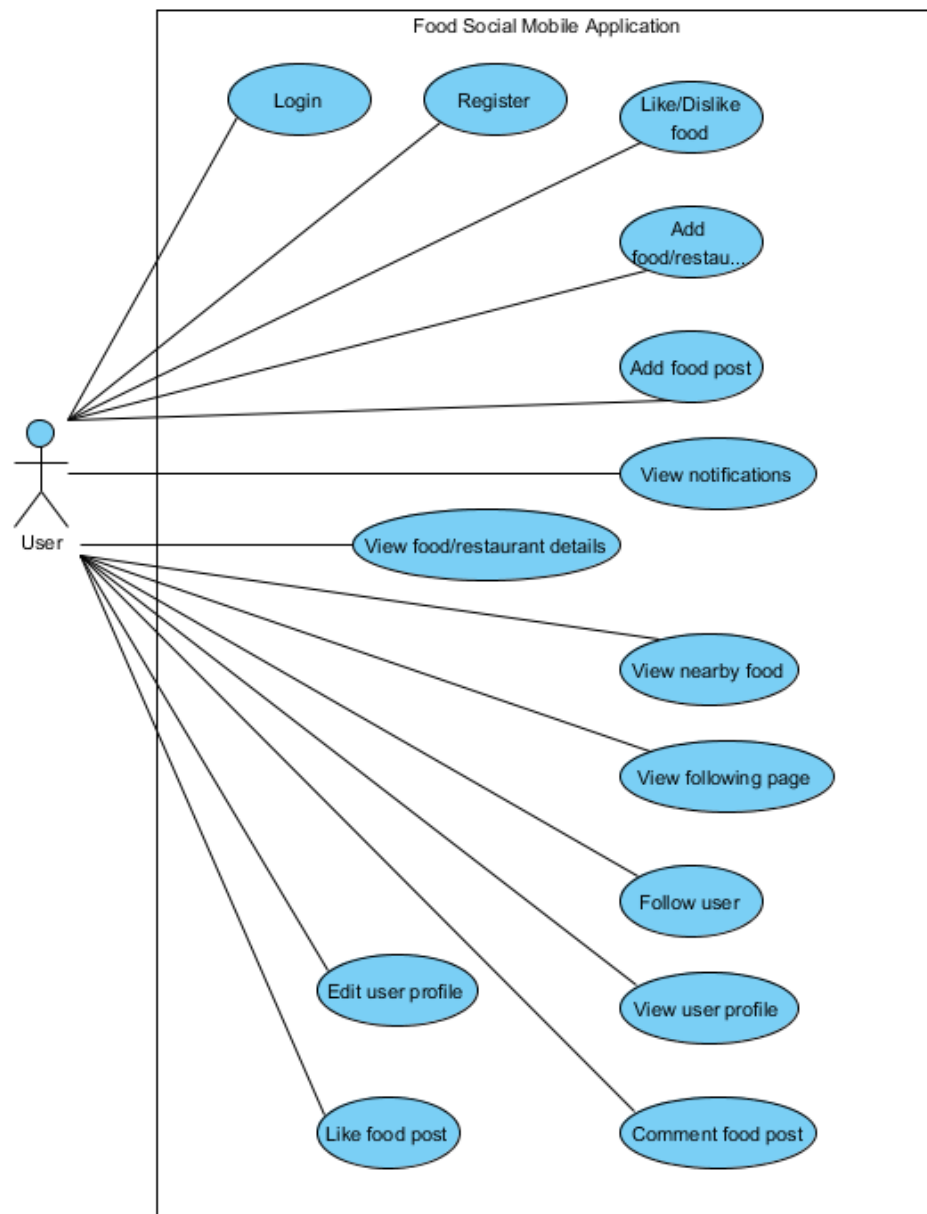 Food Social Mobile Application
Login
Register
Like/Dislike
food
Add
food/restau...
Add food post
View notifications
User
View food/restaurant details
View nearby food
View following page
Follow user
Edit user profile
View user profile
Like food post
Comment food post